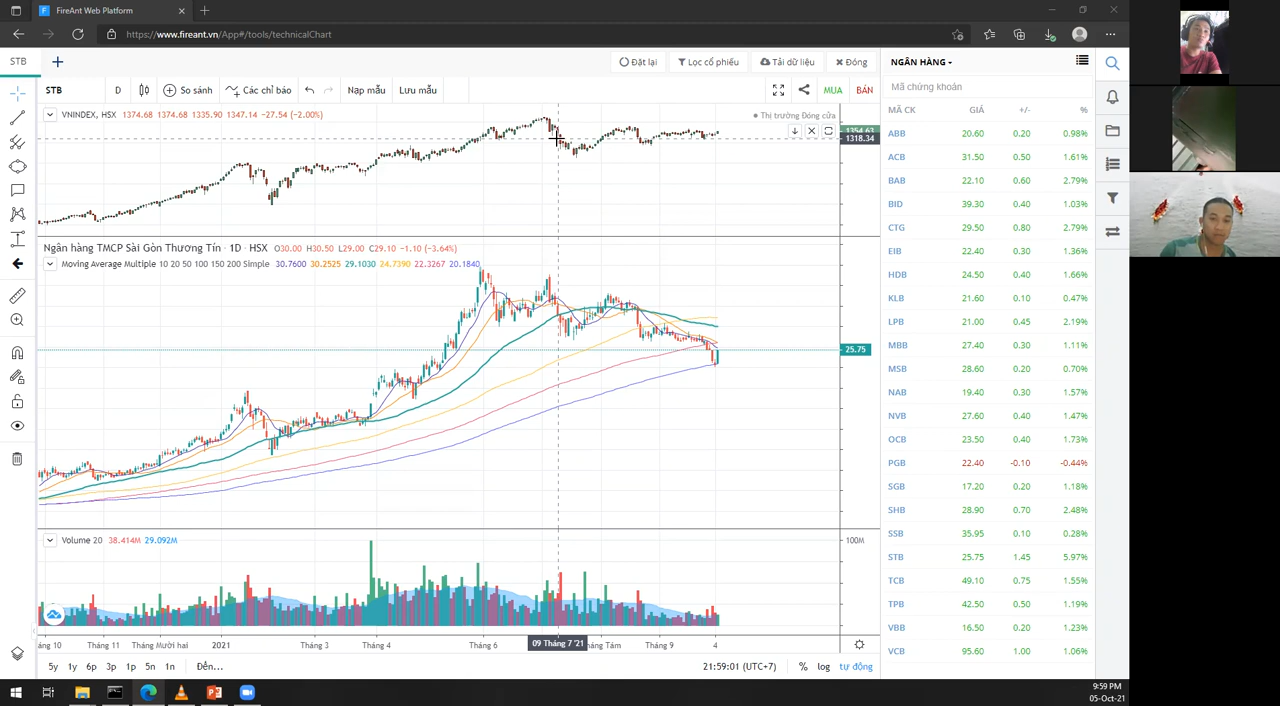 FireAnt Web Platform
https://www.fireant.vn/App#/tools/technicalChart
STB
Đặt lại
Lọc cổ phiếu
Tải dữ liệu
Đóng
STB
D
So sánh
Các chỉ báo
Nạp mẫu
Lưu mẫu
MUA
BÁN
VNINDEX, HSX 1374.68 1374.68 1335.90 1347.14 -27.54 (-2.00%)
Thị trường Đóng cửa
1354.63
1318.34
Ngân hàng TMCP Sài Gòn Thương Tín · 1D · HSX O30.00 H30.50 L29.00 C29.10 -1.10 (-3.64%)
Moving Average Multiple 10 20 50 100 150 200 Simple 30.7600 30.2525 29.1030 24.7390 22.3267 20.1840
25.75
Volume 20 38.414M 29.092M
100M
áng 10 Tháng 11 Tháng Mười hai 2021 Tháng 3 Tháng 4 Tháng 6 09 Tháng 7 '21 háng Tám Tháng 9 4
5y 1y 6p 3p 1p 5n 1n Đến...
21:59:01 (UTC+7) % log tự động
NGÂN HÀNG
Mã chứng khoán
MÃ CK GIÁ +/- %
ABB 20.60 0.20 0.98%
ACB 31.50 0.50 1.61%
BAB 22.10 0.60 2.79%
BID 39.30 0.40 1.03%
CTG 29.50 0.80 2.79%
EIB 22.40 0.30 1.36%
HDB 24.50 0.40 1.66%
KLB 21.60 0.10 0.47%
LPB 21.00 0.45 2.19%
MBB 27.40 0.30 1.11%
MSB 28.60 0.20 0.70%
NAB 19.40 0.30 1.57%
NVB 27.60 0.40 1.47%
OCB 23.50 0.40 1.73%
PGB 22.40 -0.10 -0.44%
SGB 17.20 0.20 1.18%
SHB 28.90 0.70 2.48%
SSB 35.95 0.10 0.28%
STB 25.75 1.45 5.97%
TCB 49.10 0.75 1.55%
TPB 42.50 0.50 1.19%
VBB 16.50 0.20 1.23%
VCB 95.60 1.00 1.06%
9:59 PM
05-Oct-21